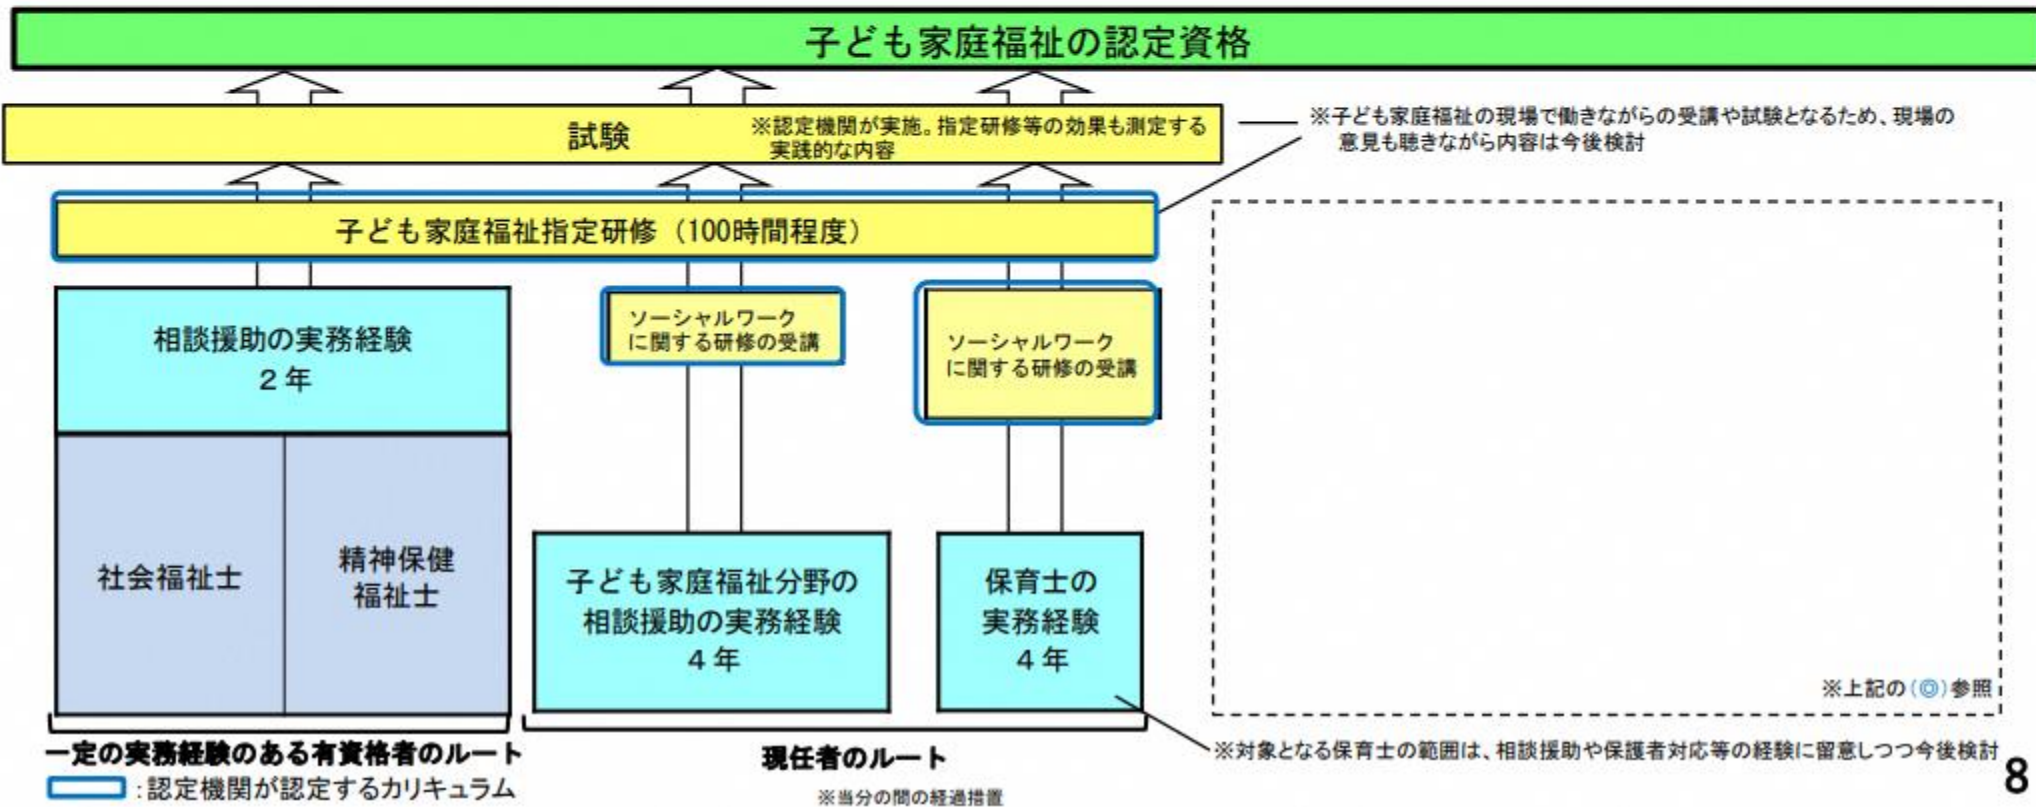 子ども家庭福祉の認定資格
試験
※認定機関が実施。指定研修等の効果も測定する
実践的な内容
※子ども家庭福祉の現場で働きながらの受講や試験となるため、現場の
意見も聴きながら内容は今後検討
子ども家庭福祉指定研修（100時間程度）
相談援助の実務経験
２年
ソーシャルワーク
に関する研修の受講
ソーシャルワーク
に関する研修の受講
社会福祉士
精神保健
福祉士
子ども家庭福祉分野の
相談援助の実務経験
４年
保育士の
実務経験
４年
※上記の(◎)参照
一定の実務経験のある有資格者のルート
現任者のルート
※対象となる保育士の範囲は、相談援助や保護者対応等の経験に留意しつつ今後検討
：認定機関が認定するカリキュラム
※当分の間の経過措置
8